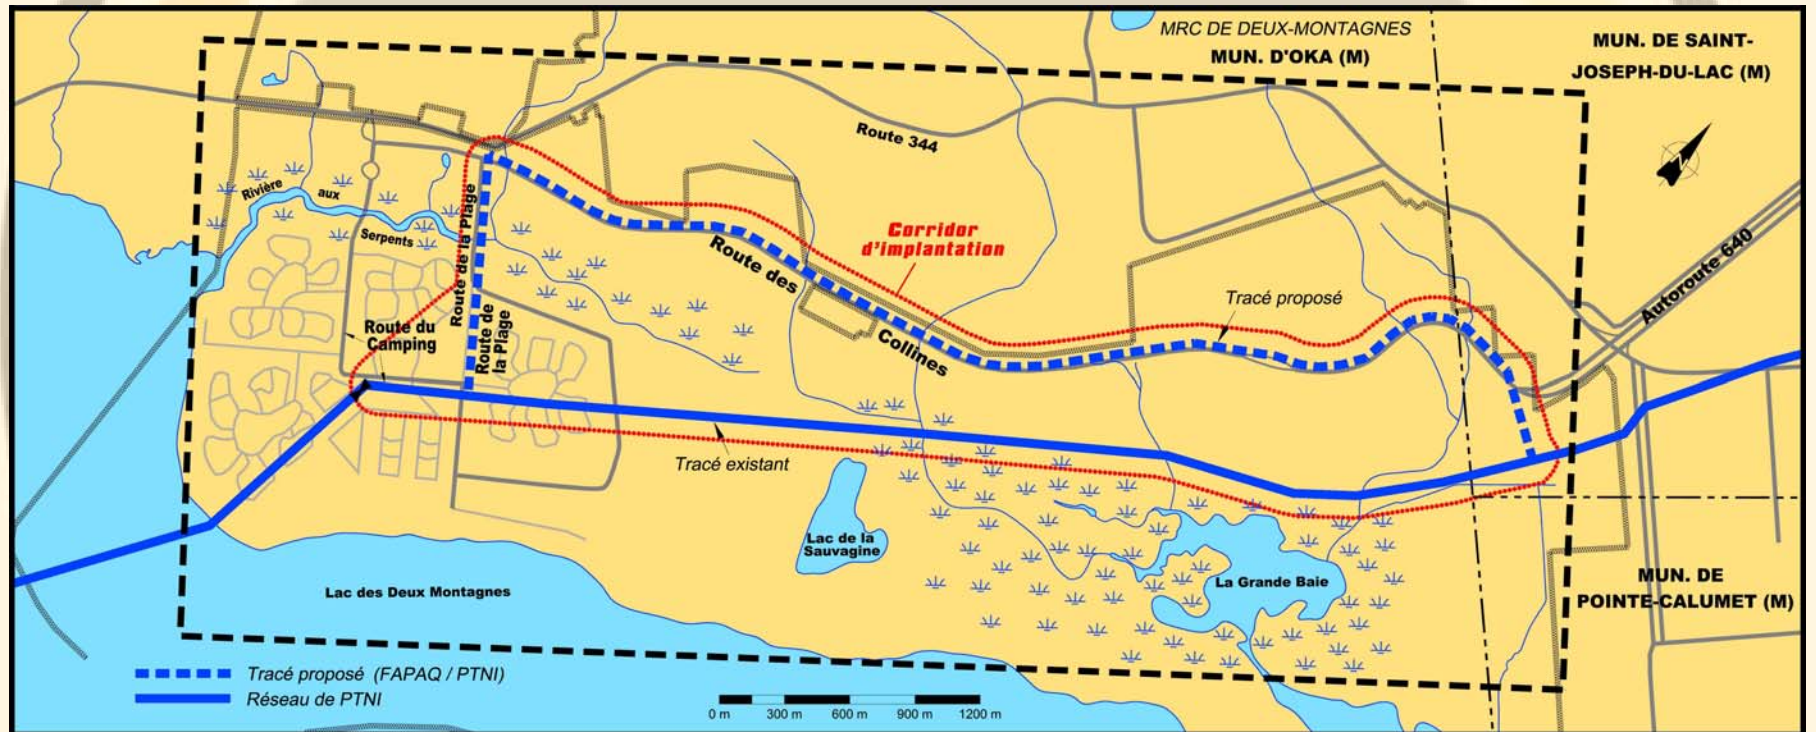 MRC DE DEUX-MONTAGNES
MUN. D'OKA (M)
MUN. DE SAINT-
JOSEPH-DU-LAC (M)
Route 344
N
Rivière
aux
Serpents
Route de la Plage
Corridor
d'implantation
Route des
Colline​s
Tracé proposé
Autoroute 640
Route du
Camping
Route de
la Plage
Tracé existant
Lac de la
Sauvagine
La Grande Baie
Lac des Deux Montagnes
MUN. DE
POINTE-CALUMET (M)
Tracé proposé (FAPAQ / PTNI)
Réseau de PTNI
0 m 300 m 600 m 900 m 1200 m